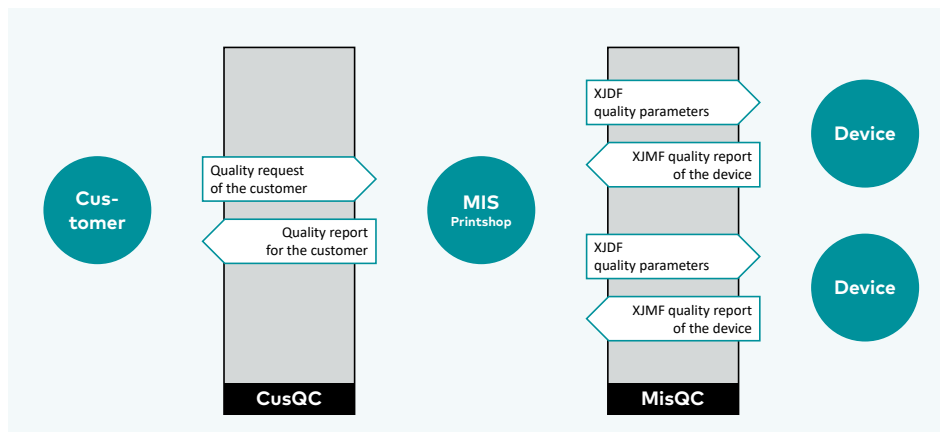 Cus-
tomer
Quality request
of the customer
Quality report
for the customer
CusQC
MIS
Printshop
XJDF
quality parameters
XJMF quality report
of the device
XJDF
quality parameters
XJMF quality report
of the device
MisQC
Device
Device